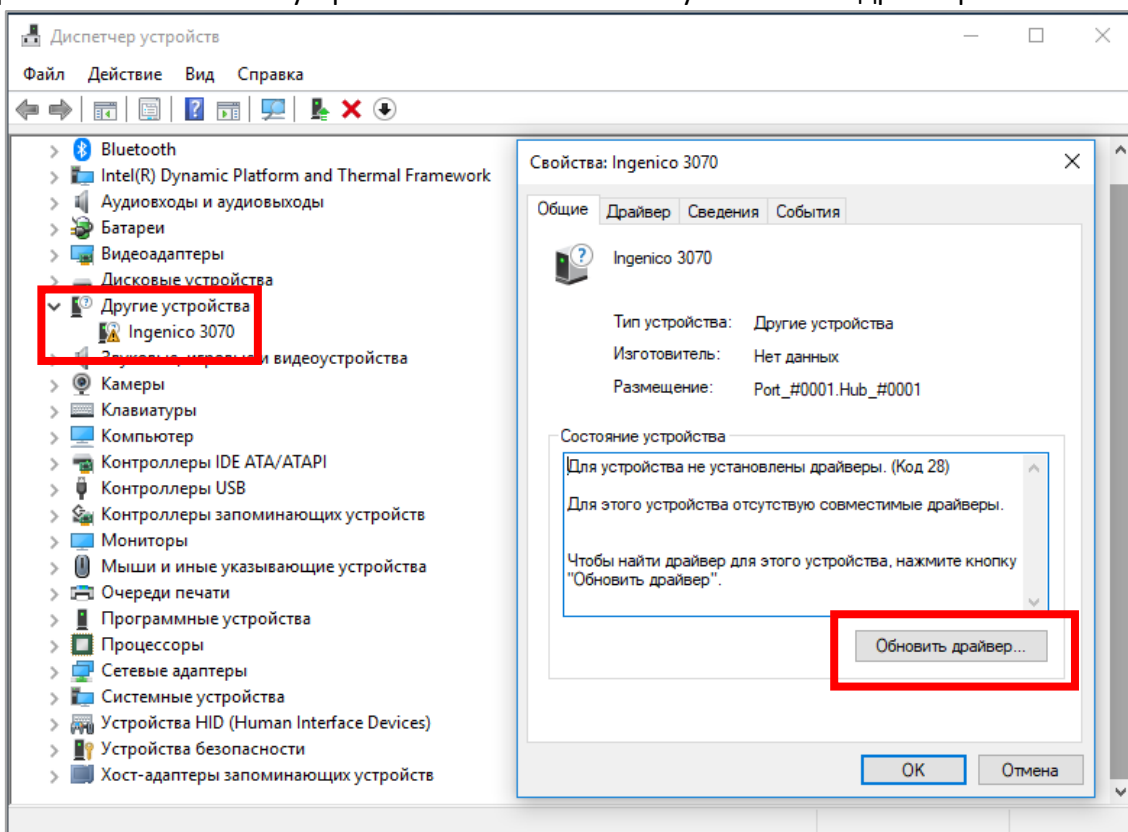 Диспетчер устройств
Файл Действие Вид Справка
Bluetooth
Intel(R) Dynamic Platform and Thermal Framework
Аудиовходы и аудиовыходы
Батареи
Видеоадаптеры
Дисковые устройства
Другие устройства
Ingenico 3070
Звуковые, игровые и видеоустройства
Камеры
Клавиатуры
Компьютер
Контроллеры IDE ATA/ATAPI
Контроллеры USB
Контроллеры запоминающих устройств
Мониторы
Мыши и иные указывающие устройства
Очереди печати
Программные устройства
Процессоры
Сетевые адаптеры
Системные устройства
Устройства HID (Human Interface Devices)
Устройства безопасности
Хост-адаптеры запоминающих устройств
Свойства: Ingenico 3070
Общие Драйвер Сведения События
Ingenico 3070
Тип устройства: Другие устройства
Изготовитель: Нет данных
Размещение: Port_#0001.Hub_#0001
Состояние устройства
Для устройства не установлены драйверы. (Код 28)
Для этого устройства отсутствую совместимые драйверы.
Чтобы найти драйвер для этого устройства, нажмите кнопку
"Обновить драйвер".
Обновить драйвер...
OK Отмена